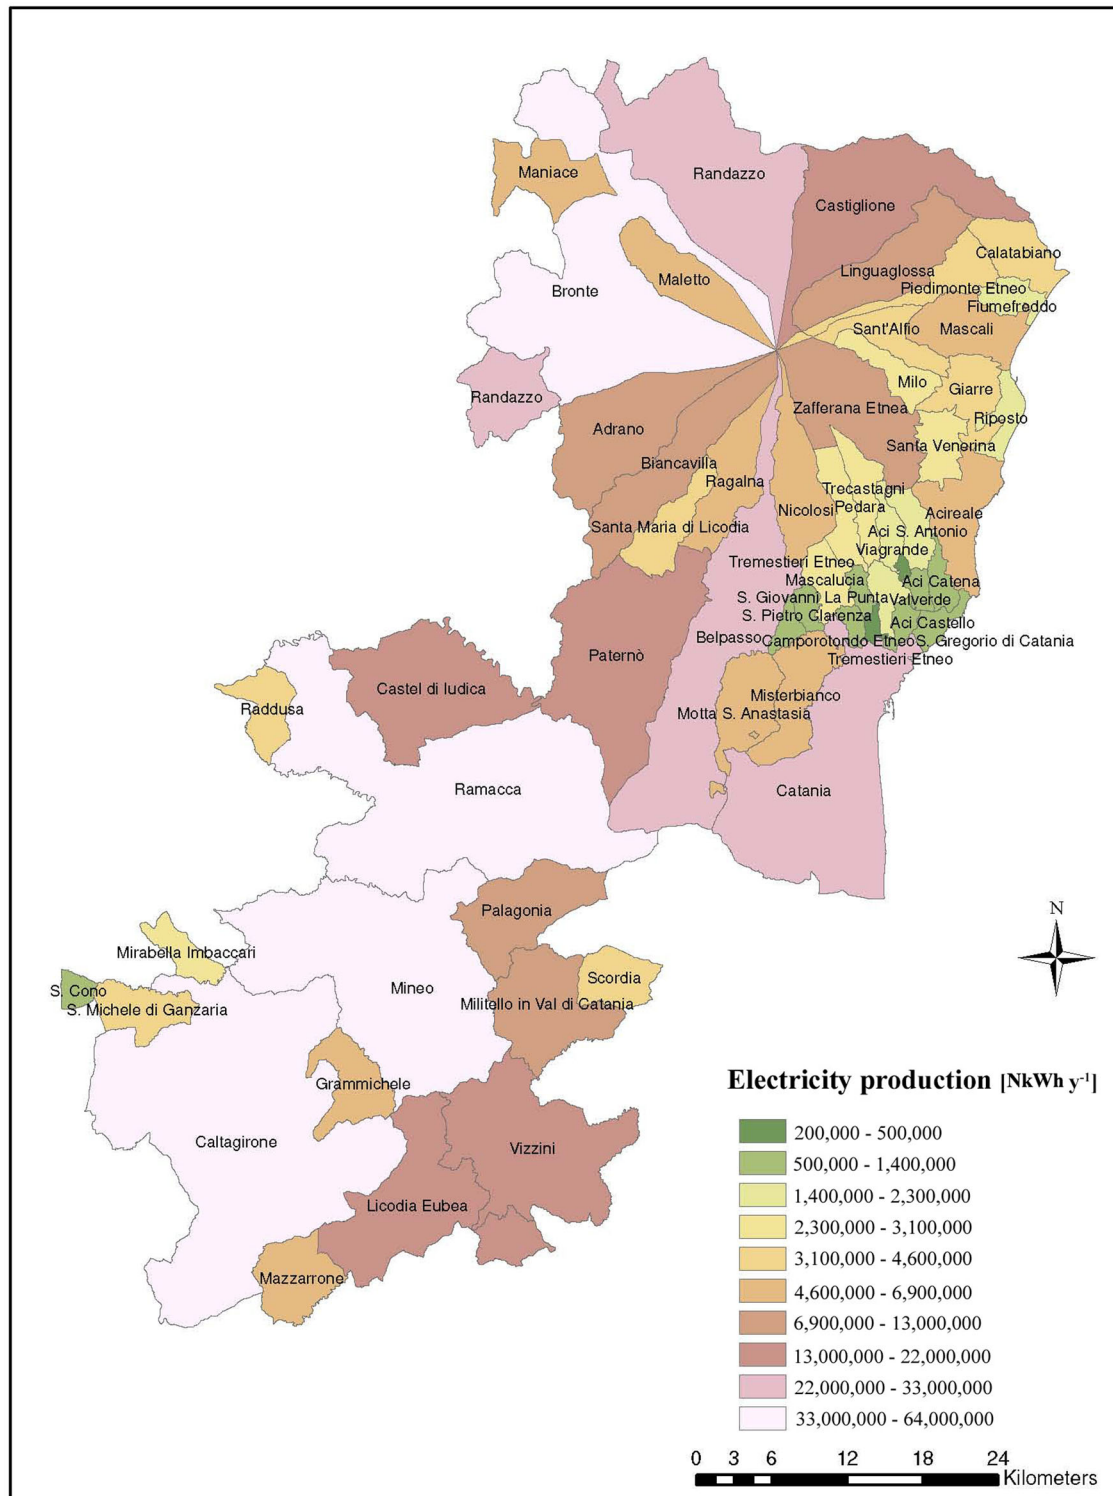 Maniace
Randazzo
Castiglione
Calatabiano
Linguaglossa
Maletto
Bronte
Piedimonte Etneo
Fiumefreddo
Sant'Alfio
Mascali
Milo
Giarre
Randazzo
Zafferana Etnea
Riposto
Adrano
Santa Venerina
Biancavilla
Ragalna
Trecastagni
Nicolosi
Pedara
Acireale
Santa Maria di Licodia
Aci S. Antonio
Viagrande
Tremestieri Etneo
Mascalucia
Aci Catena
S. Giovanni La Punta
Valverde
S. Pietro Clarenza
Aci Castello
Belpasso
Camporotondo Etneo
S. Gregorio di Catania
Paternò
Tremestieri Etneo
Castel di Iudica
Misterbianco
Raddusa
Motta S. Anastasia
Ramacca
Catania
Palagonia
N
Mirabella Imbaccari
Scordia
S. Cono
Mineo
Militello in Val di Catania
S. Michele di Ganzaria
Grammichele
Caltagirone
Vizzini
Licodia Eubea
Mazzarrone
Electricity production [NkWh y⁻¹]
200,000 - 500,000
500,000 - 1,400,000
1,400,000 - 2,300,000
2,300,000 - 3,100,000
3,100,000 - 4,600,000
4,600,000 - 6,900,000
6,900,000 - 13,000,000
13,000,000 - 22,000,000
22,000,000 - 33,000,000
33,000,000 - 64,000,000
0 3 6 12 18 24
Kilometers